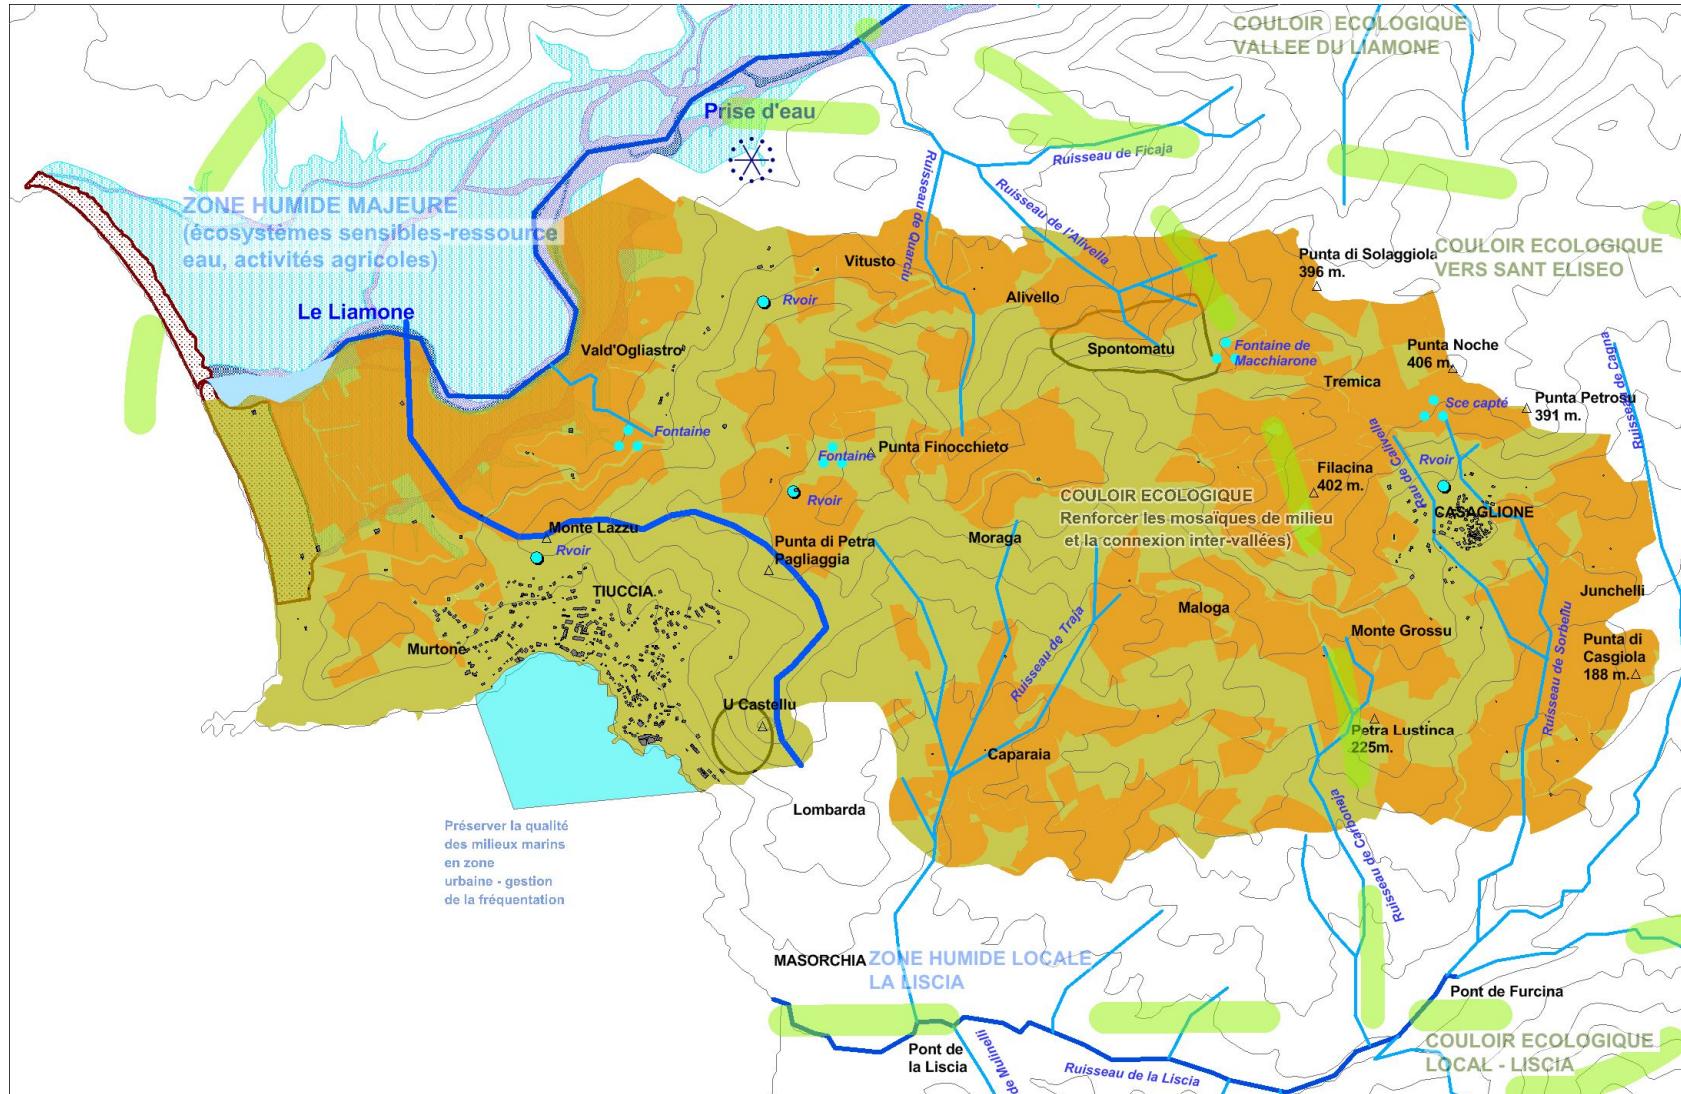 COULOIR ECOLOGIQUE
VALLEE DU LIAMONE
Prise d'eau
Ruisseau de Ficaja
Ruisseau de Quarciu
Ruisseau de l'Alivella
ZONE HUMIDE MAJEURE
(écosystèmes sensibles-ressource
eau, activités agricoles)
COULOIR ECOLOGIQUE
VERS SANT ELISEO
Punta di Solaggiola
396 m.
Vitusto
Alivello
Rvoir
Le Liamone
Vald'Ogliastro
Spontomatu
Fontaine de
Macchiarone
Punta Noche
406 m.
Tremica
Ruisseau de Cagna
Punta Petrosu
391 m.
Sce capté
Fontaine
Fontaine
Punta Finocchieto
Rau de Calivella
Rvoir
Filacina
402 m.
Rvoir
COULOIR ECOLOGIQUE
Renforcer les mosaïques de milieu
et la connexion inter-vallées)
CASAGLIONE
Monte Lazzu
Rvoir
Punta di Petra
Pagliaggia
Moraga
TIUCCIA
Junchelli
Maloga
Monte Grossu
Ruisseau de Traja
Ruisseau de Sorbellu
Punta di
Casgiola
188 m.
Murtone
U Castellu
Petra Lustinca
225m.
Caparaia
Lombarda
Ruisseau de Carboneja
Préserver la qualité
des milieux marins
en zone
urbaine - gestion
de la fréquentation
MASORCHIA
ZONE HUMIDE LOCALE
LA LISCIA
Pont de Furcina
Pont de
la Liscia
de Mulinelli
Ruisseau de la Liscia
COULOIR ECOLOGIQUE
LOCAL - LISCIA